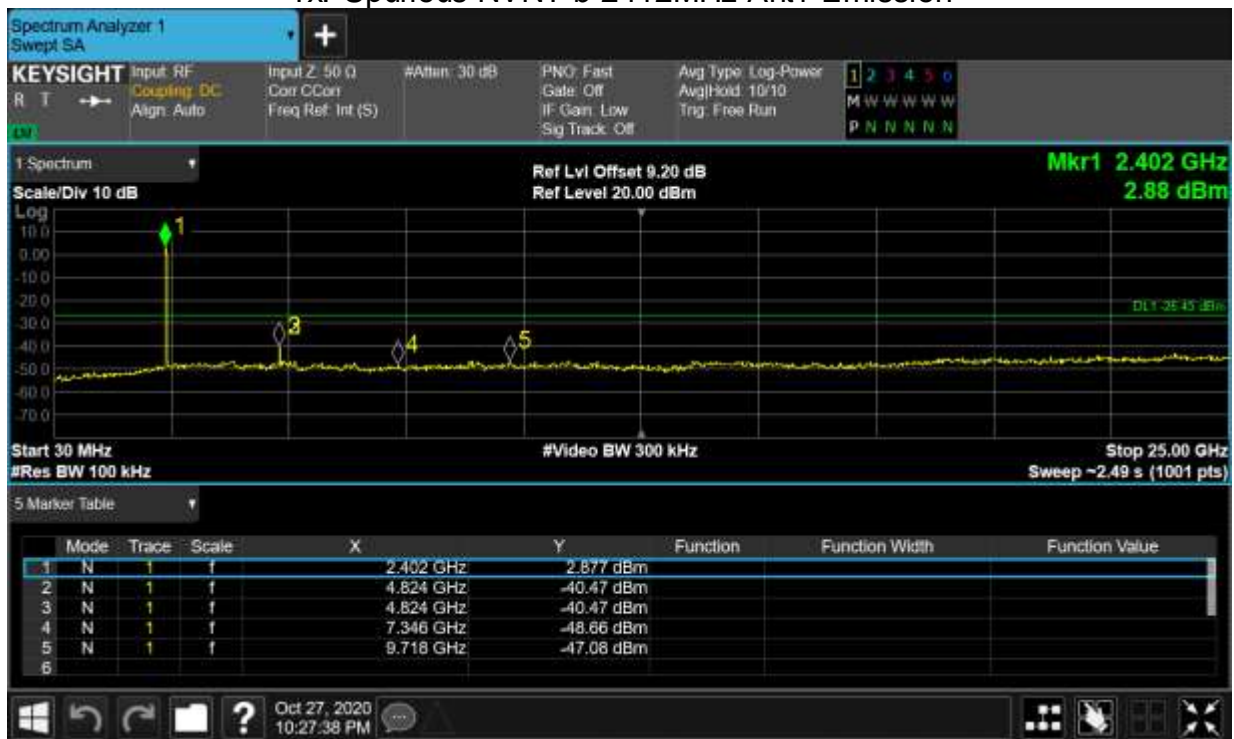 Tx. Spurious NVNT b 2412MHz Ant1 Emission
Spectrum Analyzer 1
Swept SA
+
KEYSIGHT Input: RF Input Z: 50 Ω #Atten: 30 dB PNO: Fast Avg Type: Log-Power 1 2 3 4 5 6
R T Coupling: DC Corr CCorr Gate: Off Avg|Hold: 10/10 M W W W W W
Align: Auto Freq Ref: Int (S) IF Gain: Low Trig: Free Run
Sig Track: Off P N N N N N
1 Spectrum Ref Lvl Offset 9.20 dB Mkr1 2.402 GHz
Scale/Div 10 dB Ref Level 20.00 dBm 2.88 dBm
Log
10.0
0.00
-10.0
-20.0
-30.0
-40.0
-50.0
-60.0
-70.0
1
4
5
Start 30 MHz #Video BW 300 kHz Stop 25.00 GHz
#Res BW 100 kHz Sweep ~2.49 s (1001 pts)
5 Marker Table
Mode Trace Scale X Y Function Function Width Function Value
1 N 1 f 2.402 GHz 2.877 dBm
2 N 1 f 4.824 GHz -40.47 dBm
3 N 1 f 4.824 GHz -40.47 dBm
4 N 1 f 7.346 GHz -48.66 dBm
5 N 1 f 9.718 GHz -47.08 dBm
6
? Oct 27, 2020
10:27:38 PM